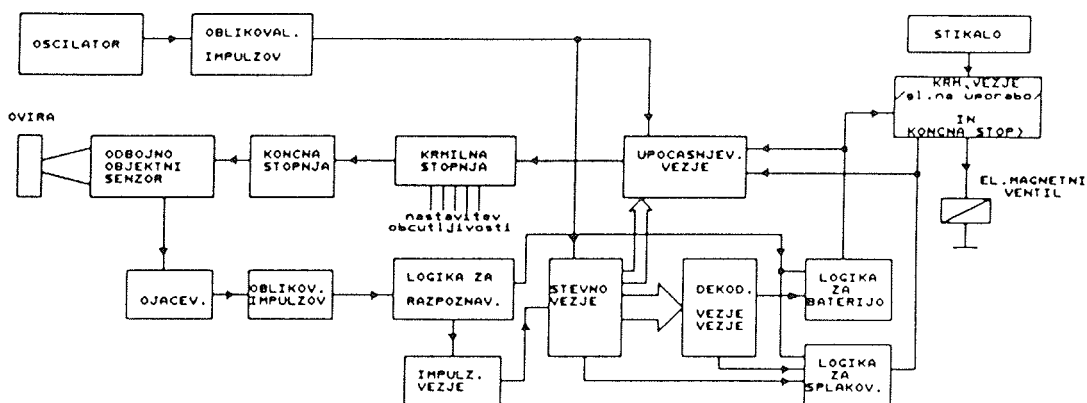 OSCILATOR
OBLIKOVAL.
IMPULZOV
STIKALO
KRM.VEZJE
/gl.na uporabo/
IN
KONCNA STOP)
OVIRA
ODBOJNO
OBJEKTNI
SENZOR
KONCNA
STOPNJA
KRMILNA
STOPNJA
UPOCASNJEV.
VEZJE
EL.MAGNETNI
VENTIL
nastavitev
obcutljivosti
OJACEV.
OBLIKOV.
IMPULZOV
LOGIKA ZA
RAZPOZNAV.
STEVNO
VEZJE
DEKOD.
VEZJE
VEZJE
LOGIKA
ZA
BATERIJO
IMPULZ.
VEZJE
LOGIKA
ZA
SPLAKOV.